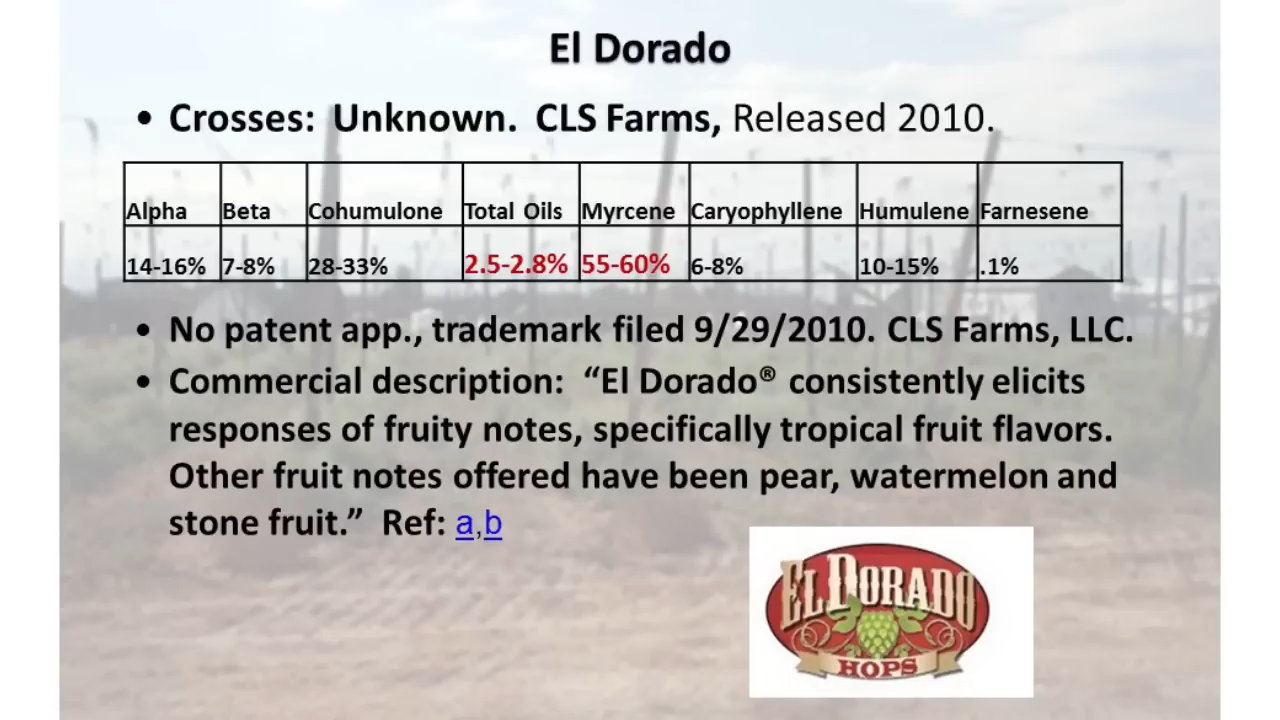 El Dorado
• Crosses: Unknown. CLS Farms, Released 2010.
Alpha Beta Cohumulone Total Oils Myrcene Caryophyllene Humulene Farnesene
14-16% 7-8% 28-33% 2.5-2.8% 55-60% 6-8% 10-15% .1%
• No patent app., trademark filed 9/29/2010. CLS Farms, LLC.
• Commercial description: “El Dorado® consistently elicits
responses of fruity notes, specifically tropical fruit flavors.
Other fruit notes offered have been pear, watermelon and
stone fruit.” Ref: a,b
EL DORADO
HOPS